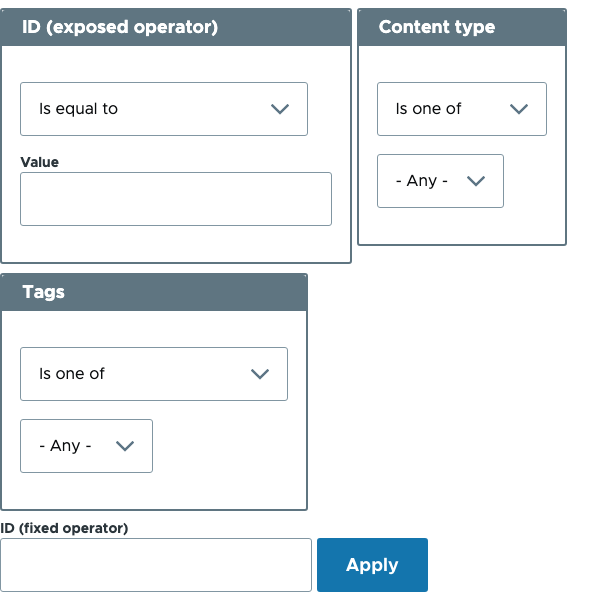 ID (exposed operator)
Content type
Is equal to
Is one of
Value
- Any -
Tags
Is one of
- Any -
ID (fixed operator)
Apply